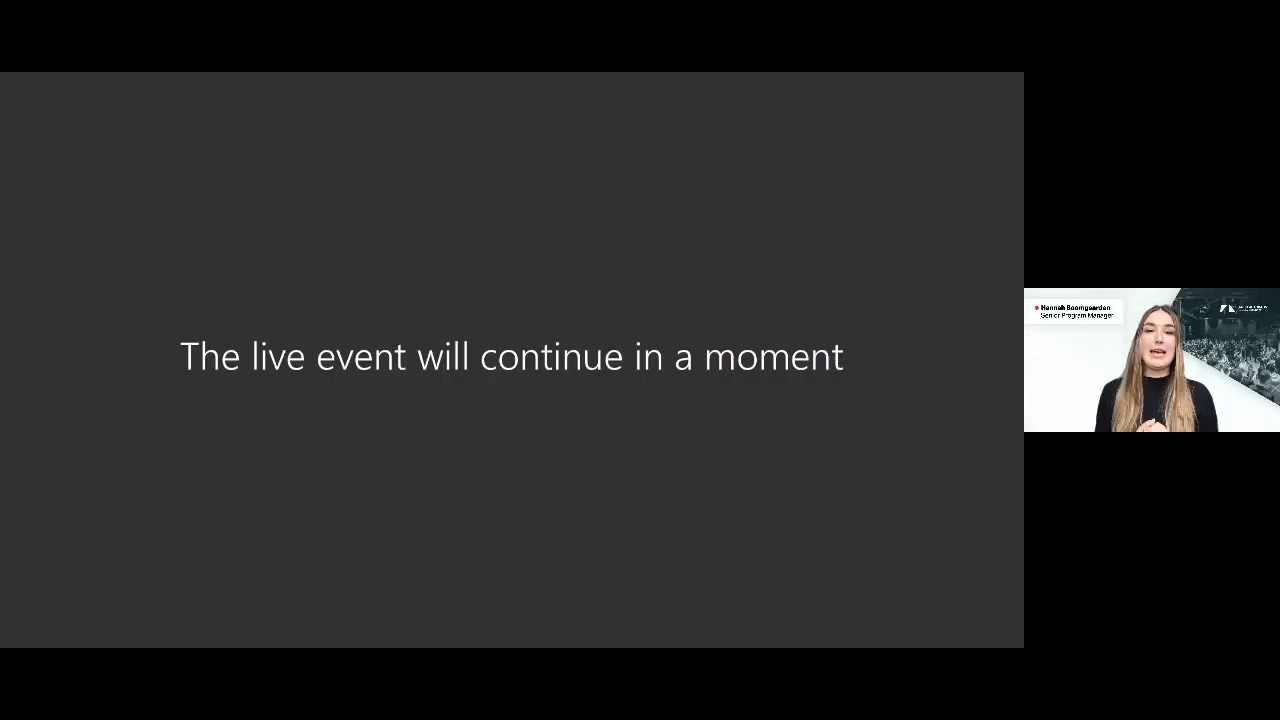 The live event will continue in a moment
Hannah Boomgaarden
Senior Program Manager